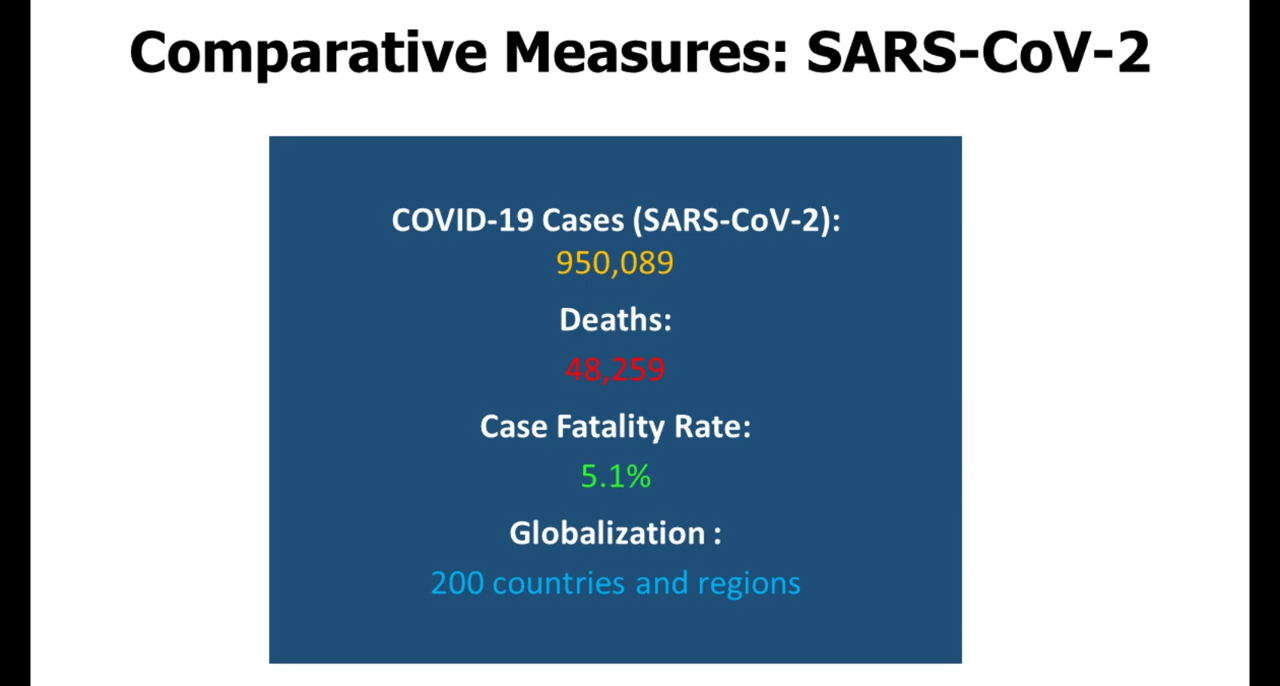 Comparative Measures: SARS-CoV-2
COVID-19 Cases (SARS-CoV-2):
950,089
Deaths:
48,259
Case Fatality Rate:
5.1%
Globalization :
200 countries and regions